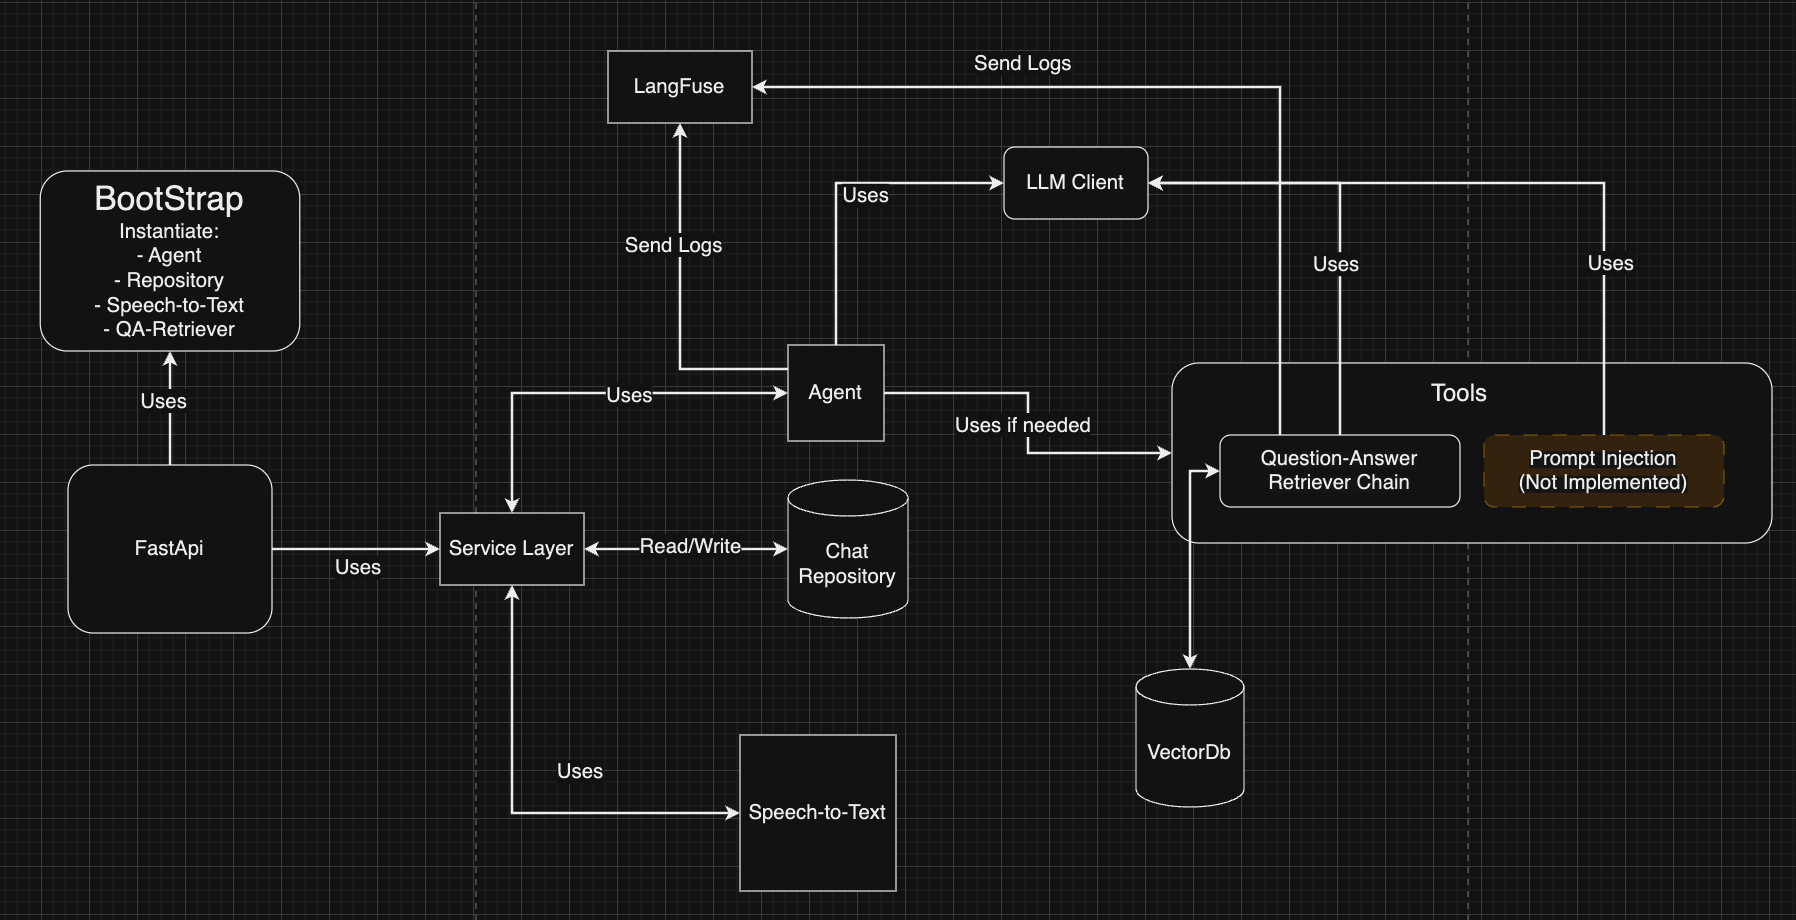 Send Logs
LangFuse
LLM Client
Uses
BootStrap
Instantiate:
- Agent
- Repository
- Speech-to-Text
- QA-Retriever
Send Logs
Uses
Uses
Uses
Uses
Agent
Uses if needed
Tools
Question-Answer
Retriever Chain
Prompt Injection
(Not Implemented)
FastApi
Uses
Service Layer
Read/Write
Chat
Repository
VectorDb
Uses
Speech-to-Text